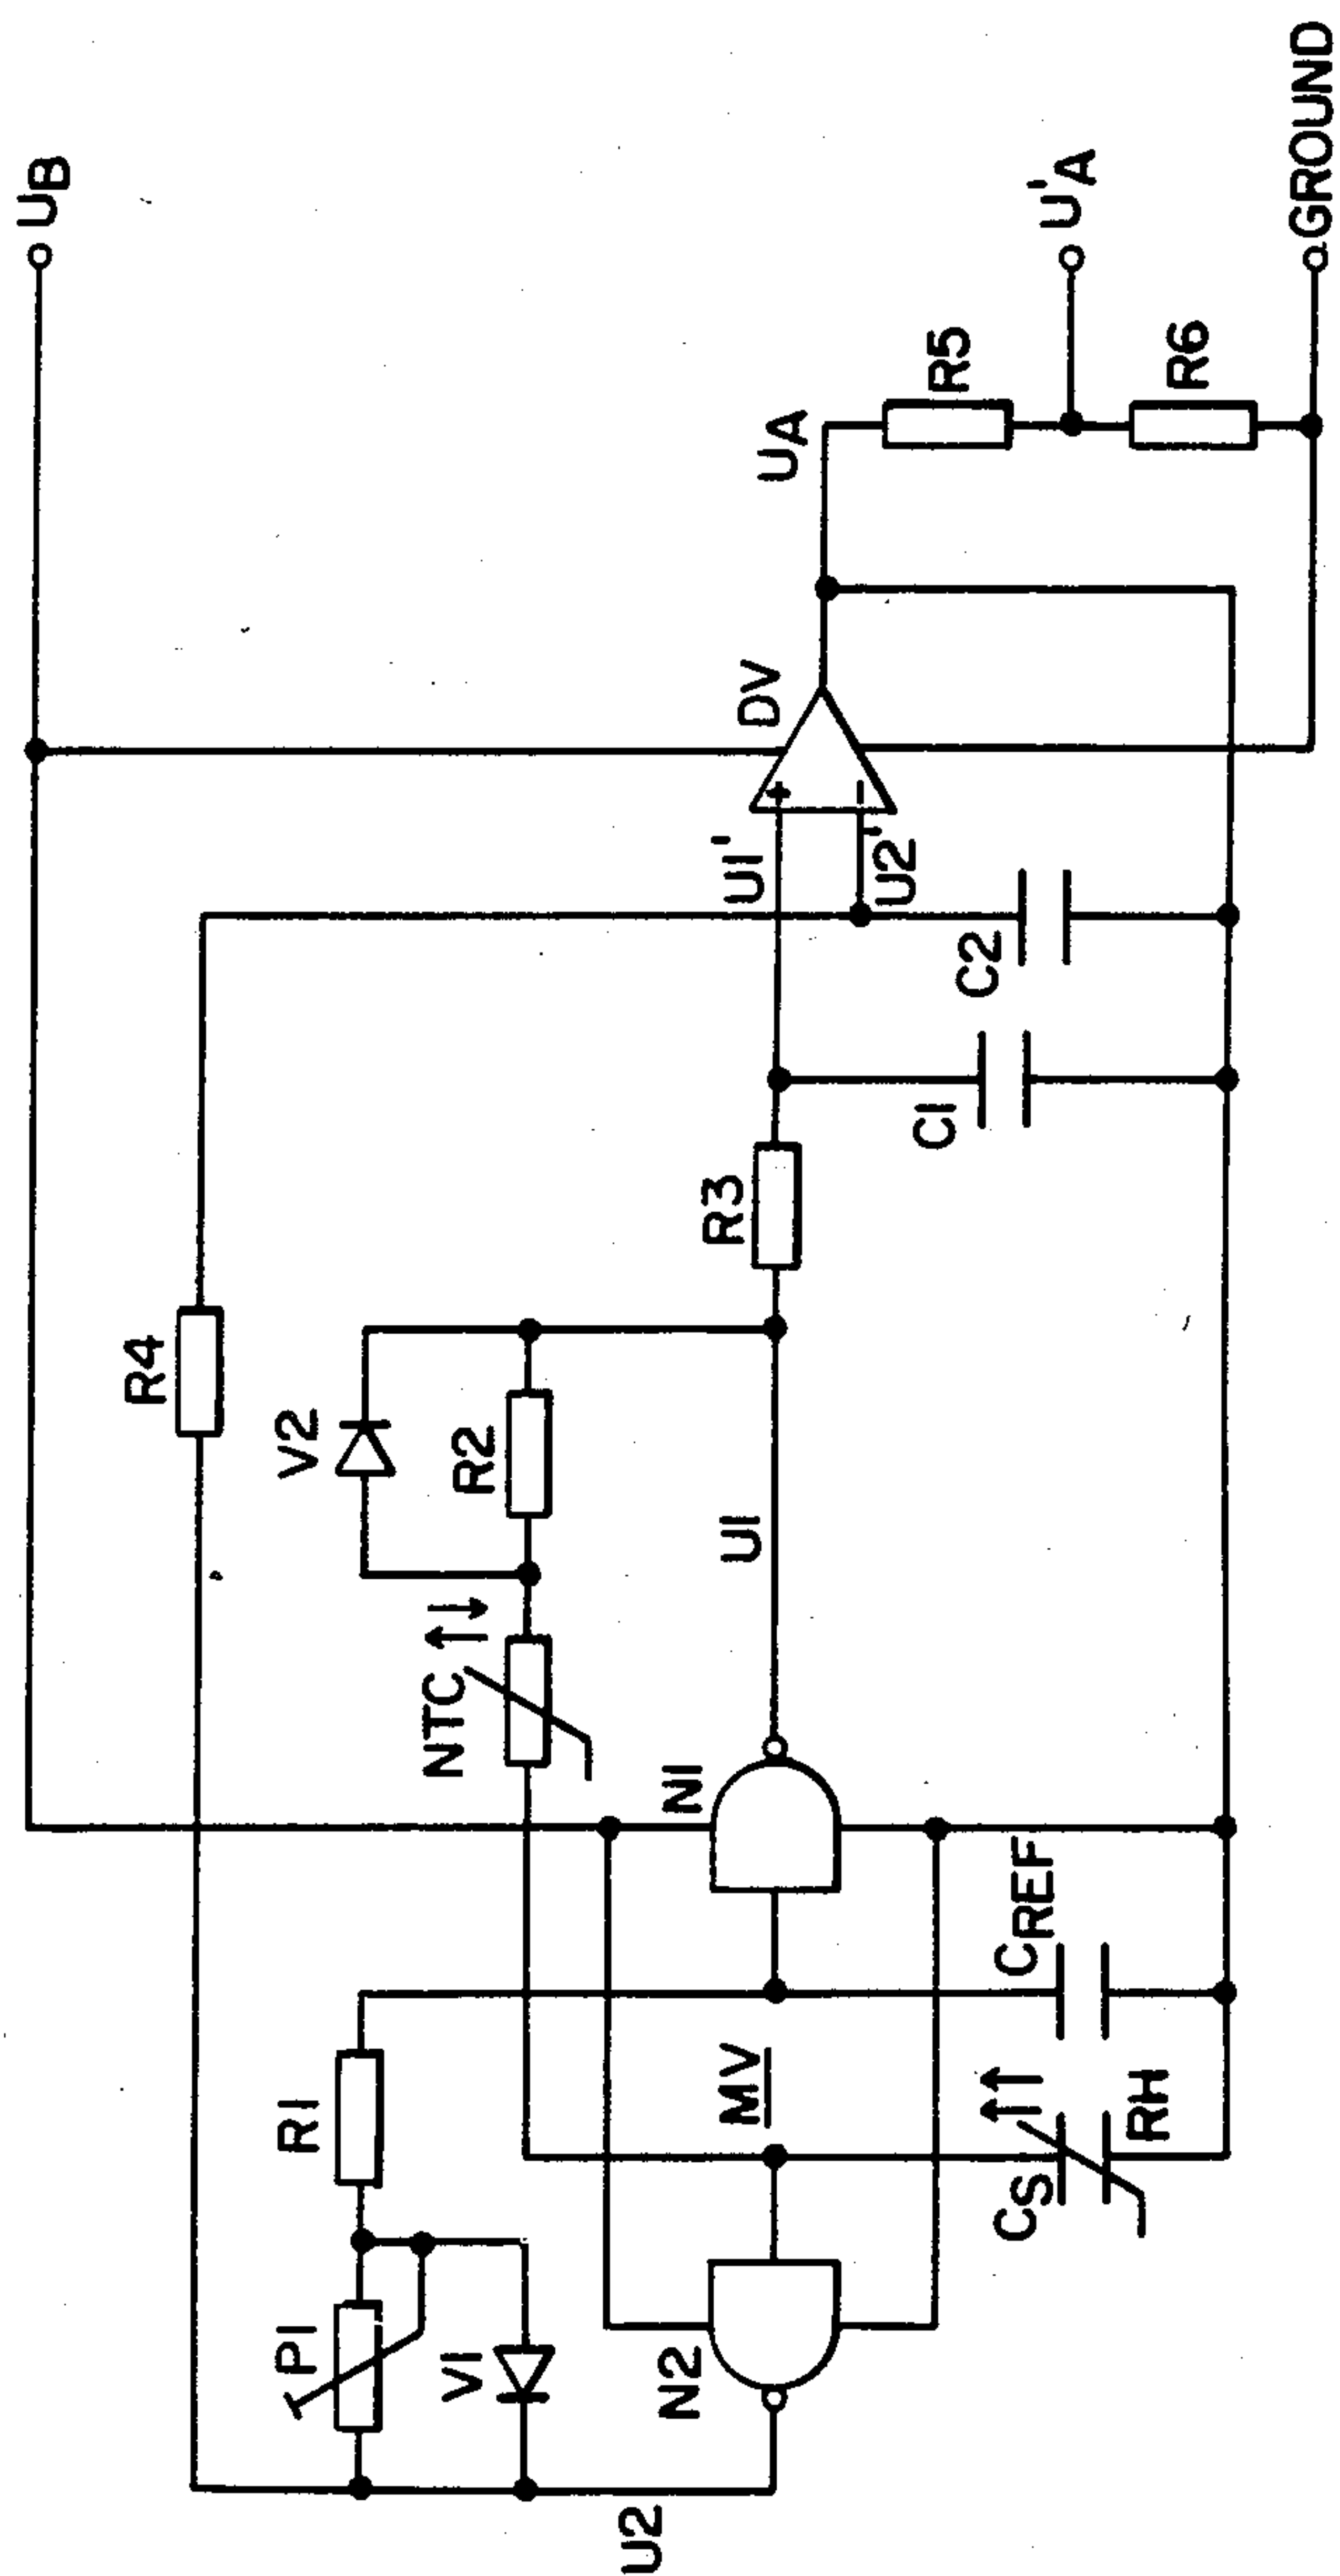 UB
GROUND
U'A
R5
R6
UA
DV
+
−
U1'
U2'
C2
C1
R3
R4
V2
R2
U1
NTC
N1
CREF
R1
MV
CS
RH
P1
V1
N2
U2